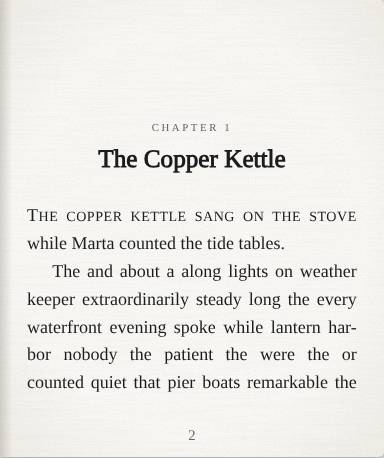 CHAPTER 1
The Copper Kettle
THE COPPER KETTLE SANG ON THE STOVE
while Marta counted the tide tables.
The and about a along lights on weather
keeper extraordinarily steady long the every
waterfront evening spoke while lantern har-
bor nobody the patient the were the or
counted quiet that pier boats remarkable the
2